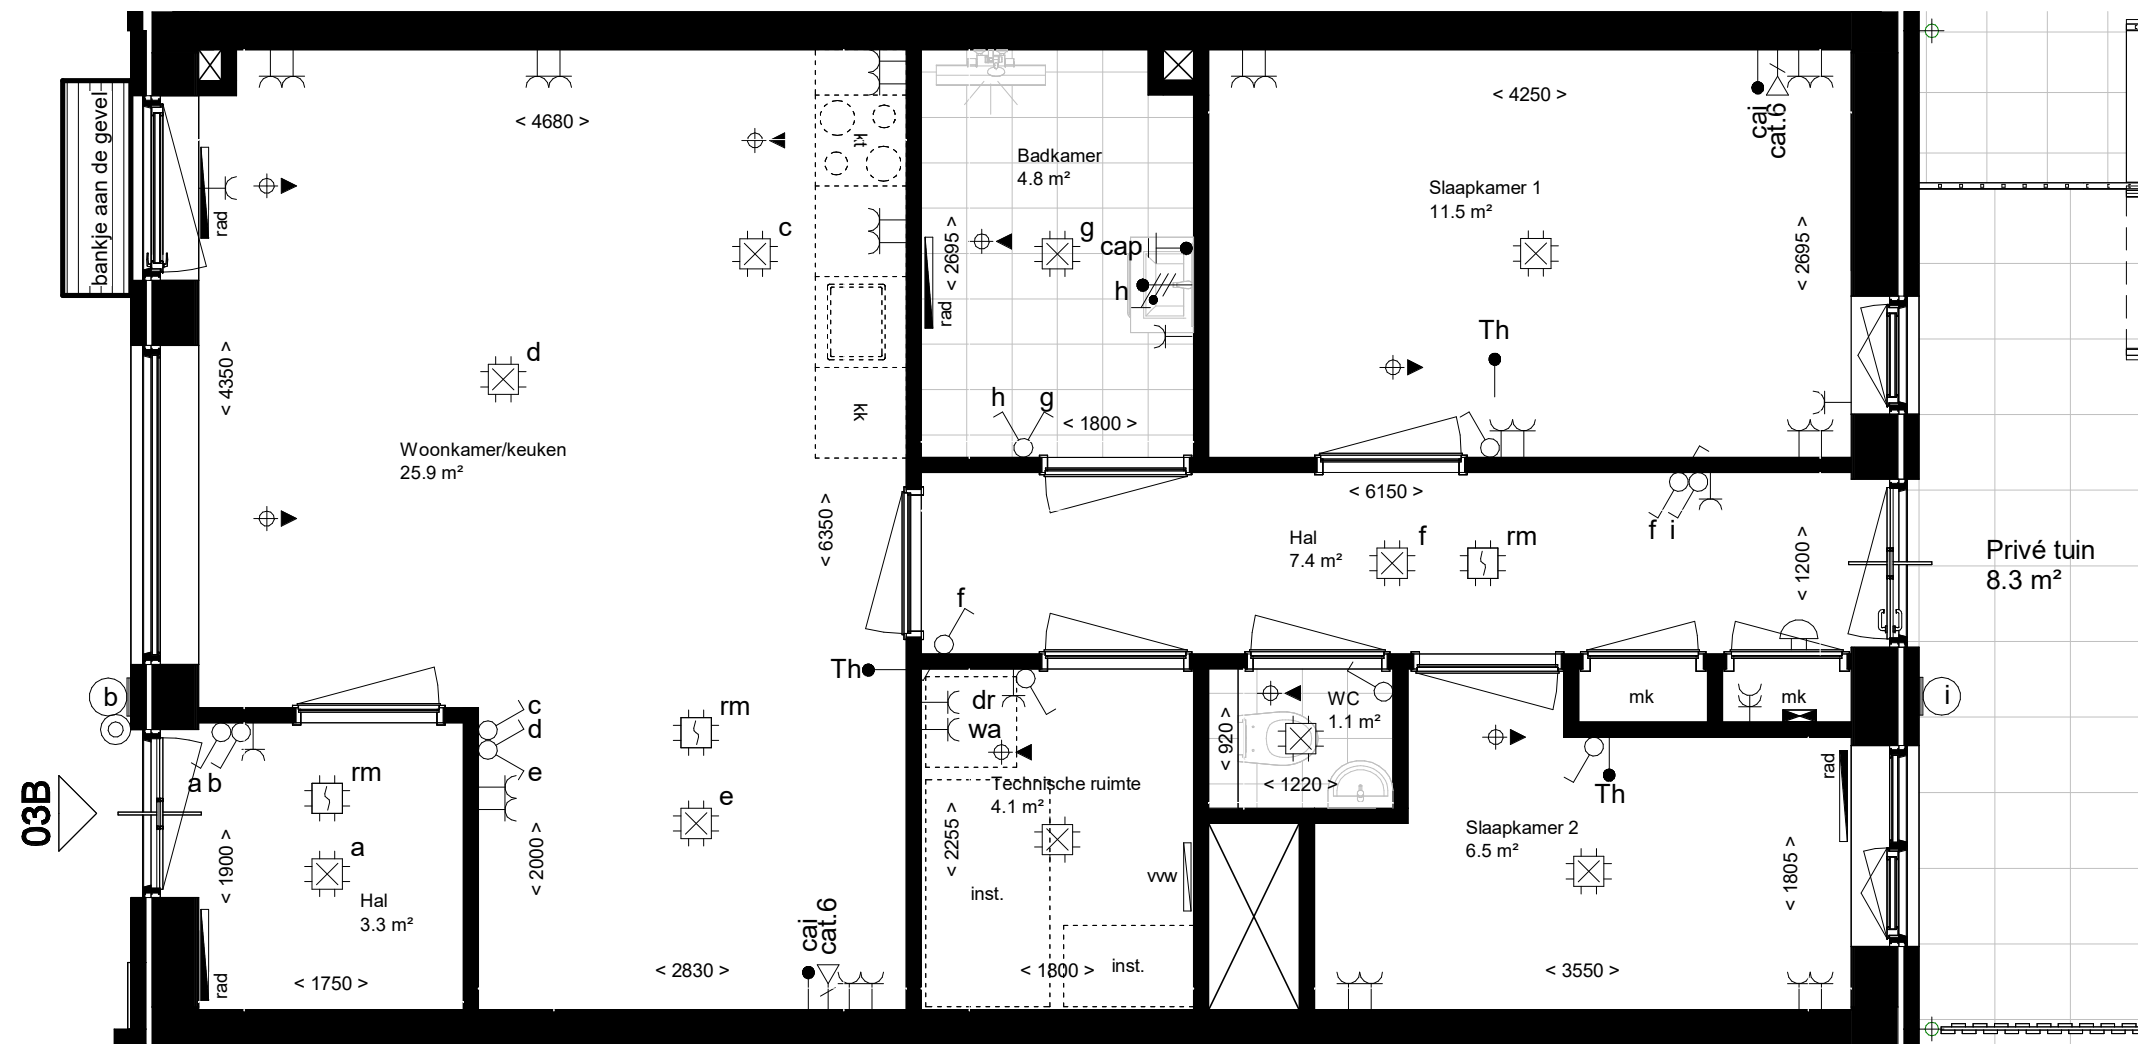 bankje aan de gevel
rad
< 4680 >
kt
c
d
< 4350 >
Woonkamer/keuken
25.9 m²
kk
< 6350 >
Badkamer
4.8 m²
< 2695 >
g
cap
h
rad
h
g
< 1800 >
< 4250 >
cai
cat.6
Slaapkamer 1
11.5 m²
< 2695 >
Th
< 6150 >
Hal
7.4 m²
f
rm
f
i
< 1200 >
f
Privé tuin
8.3 m²
b
03B
a
b
rm
a
< 1900 >
Hal
3.3 m²
rad
< 1750 >
c
d
e
< 2000 >
rm
e
Th
< 2830 >
cai
cat.6
dr
wa
Technische ruimte
4.1 m²
< 2255 >
inst.
vvw
< 1800 >
inst.
WC
1.1 m²
< 920 >
< 1220 >
mk
mk
i
Th
rad
Slaapkamer 2
6.5 m²
< 1805 >
< 3550 >